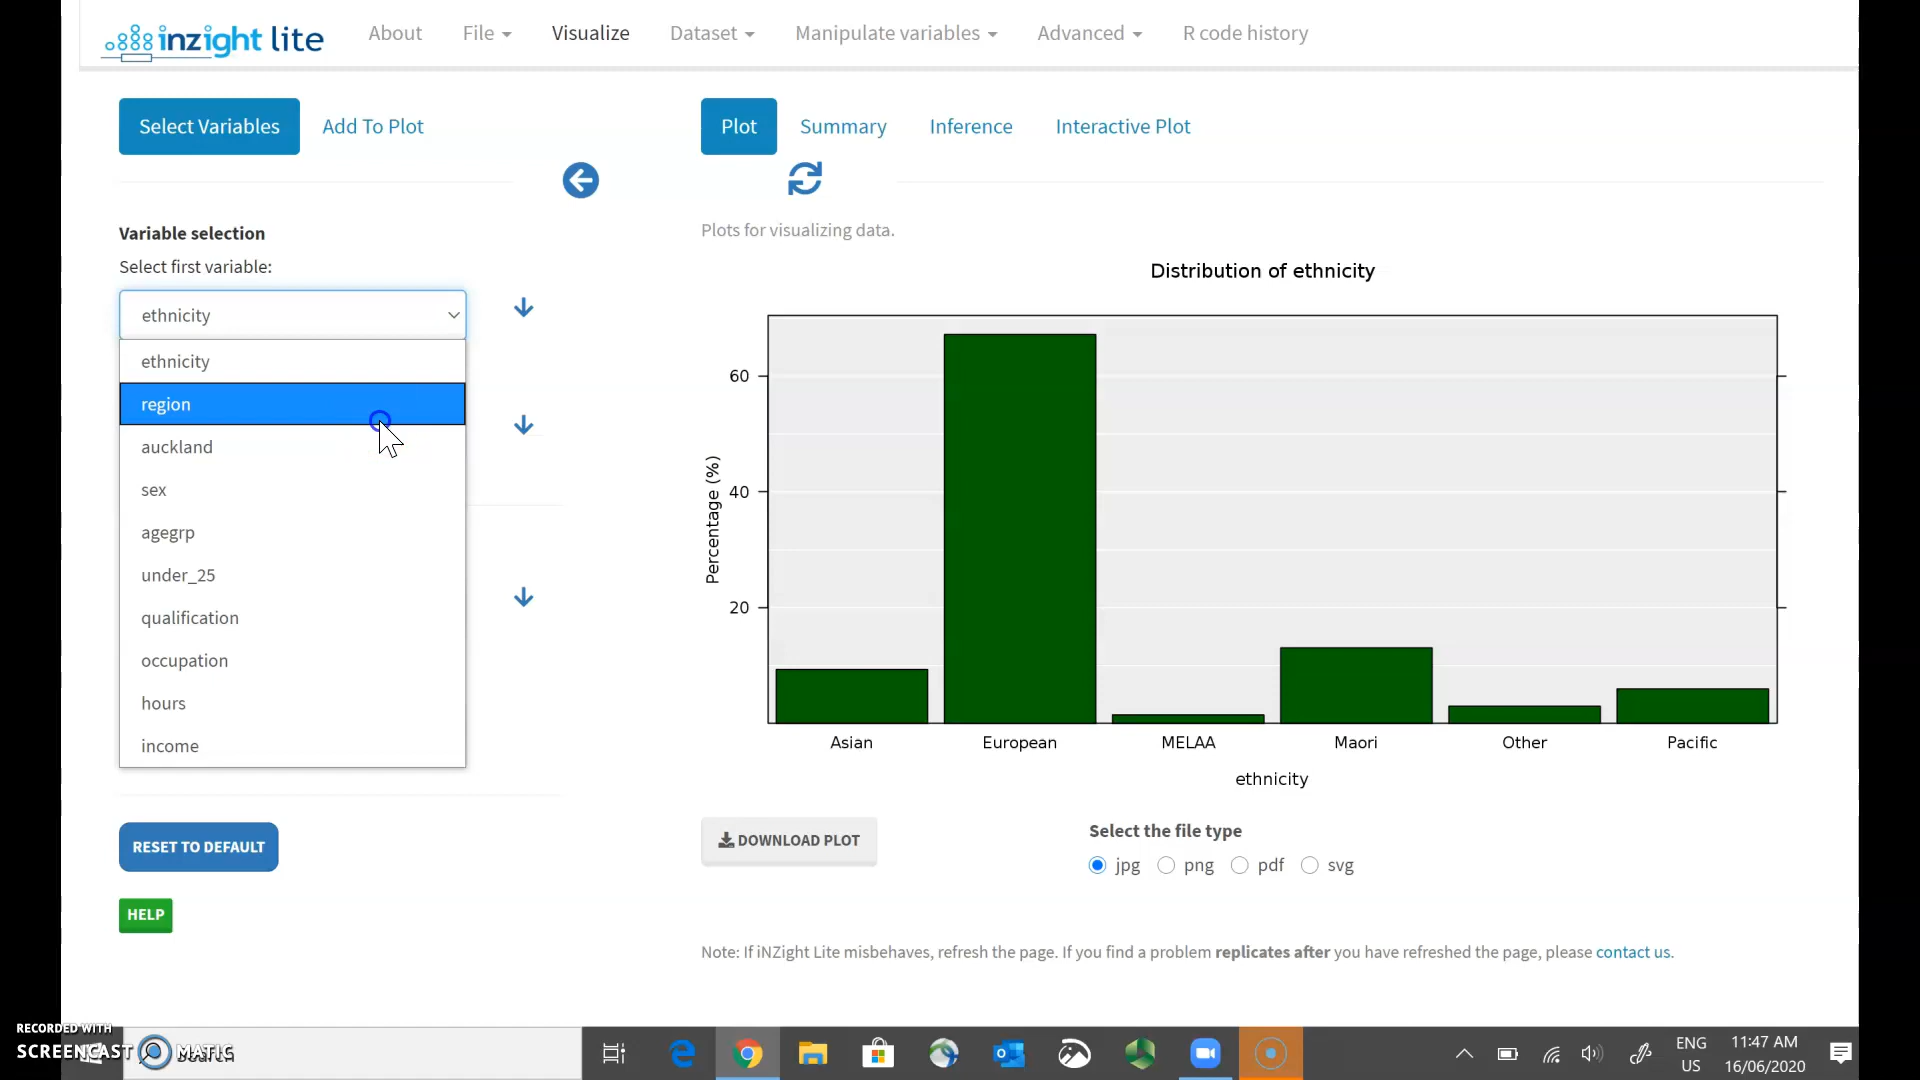 inzight lite
About
File
Visualize
Dataset
Manipulate variables
Advanced
R code history
Select Variables
Add To Plot
Plot
Summary
Inference
Interactive Plot
Variable selection
Select first variable:
ethnicity
ethnicity
region
auckland
sex
agegrp
under_25
qualification
occupation
hours
income
RESET TO DEFAULT
HELP
Plots for visualizing data.
Distribution of ethnicity
Percentage (%)
60
40
20
Asian
European
MELAA
Maori
Other
Pacific
ethnicity
DOWNLOAD PLOT
Select the file type
jpg
png
pdf
svg
Note: If iNZight Lite misbehaves, refresh the page. If you find a problem replicates after you have refreshed the page, please contact us.
RECORDED WITH
SCREENCAST MATIC
Search
ENG
US
11:47 AM
16/06/2020